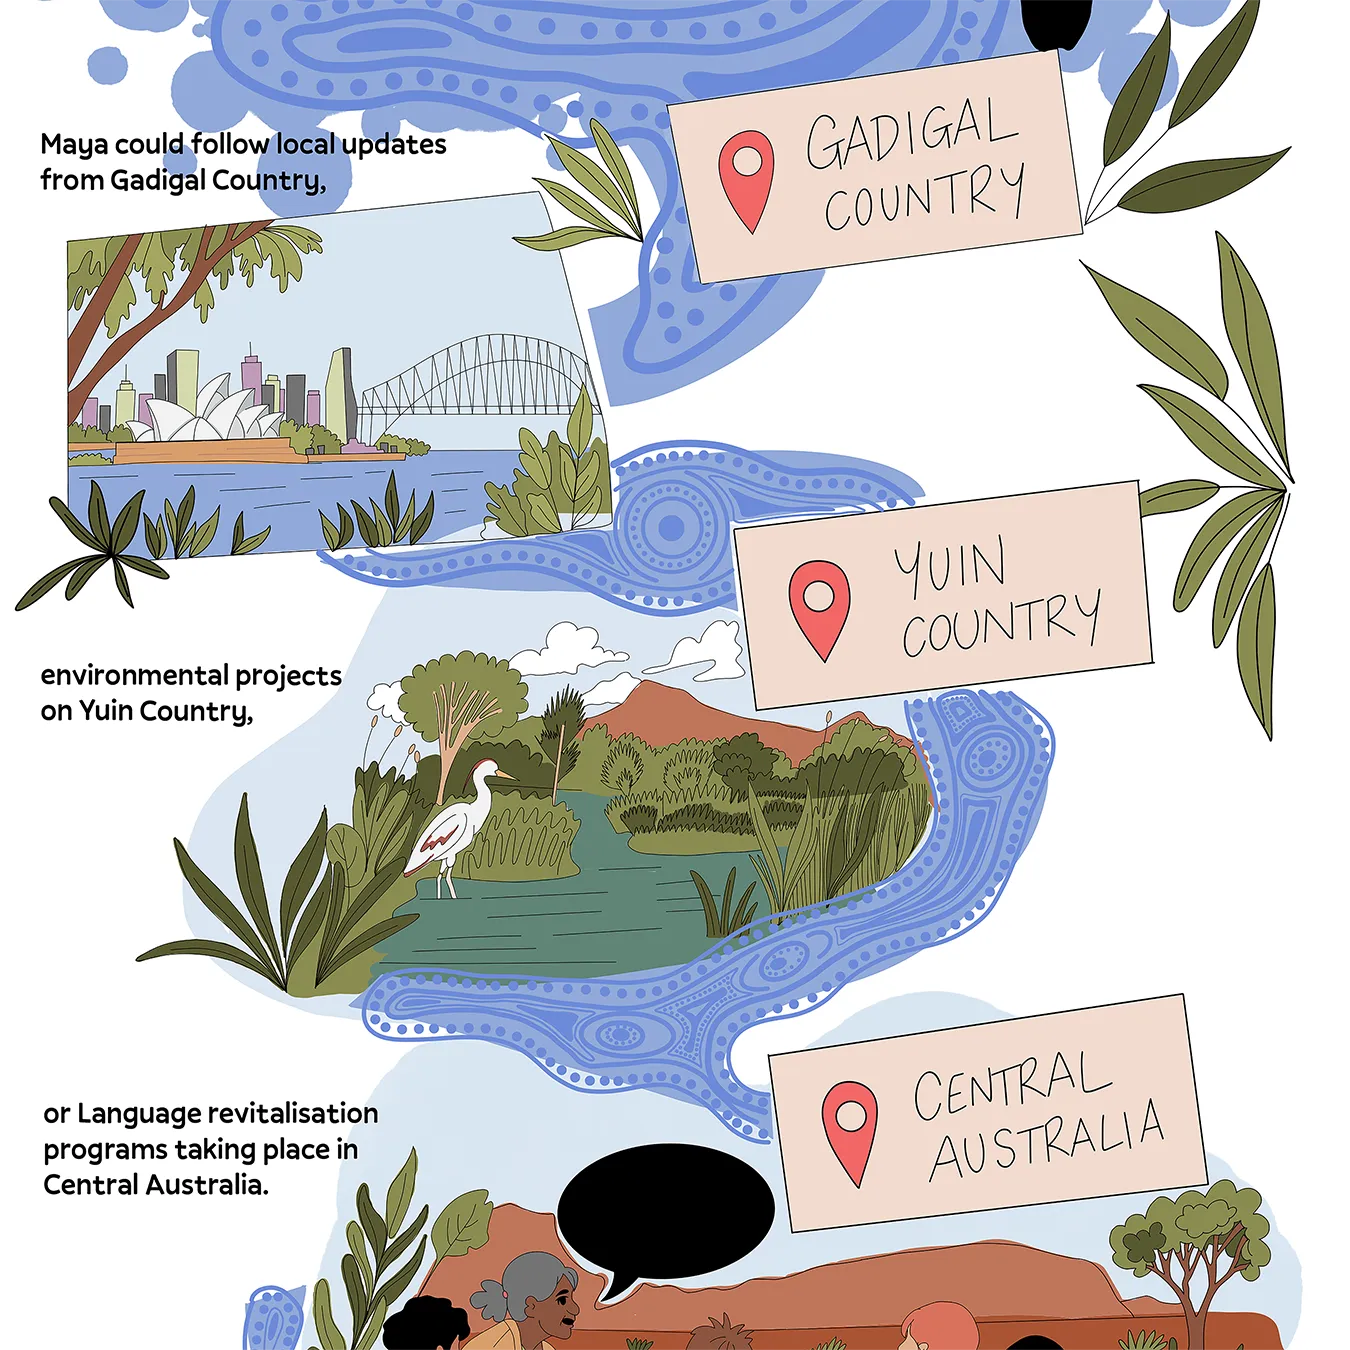 Maya could follow local updates
from Gadigal Country,
GADIGAL
COUNTRY
YUIN
COUNTRY
environmental projects
on Yuin Country,
CENTRAL
AUSTRALIA
or Language revitalisation
programs taking place in
Central Australia.